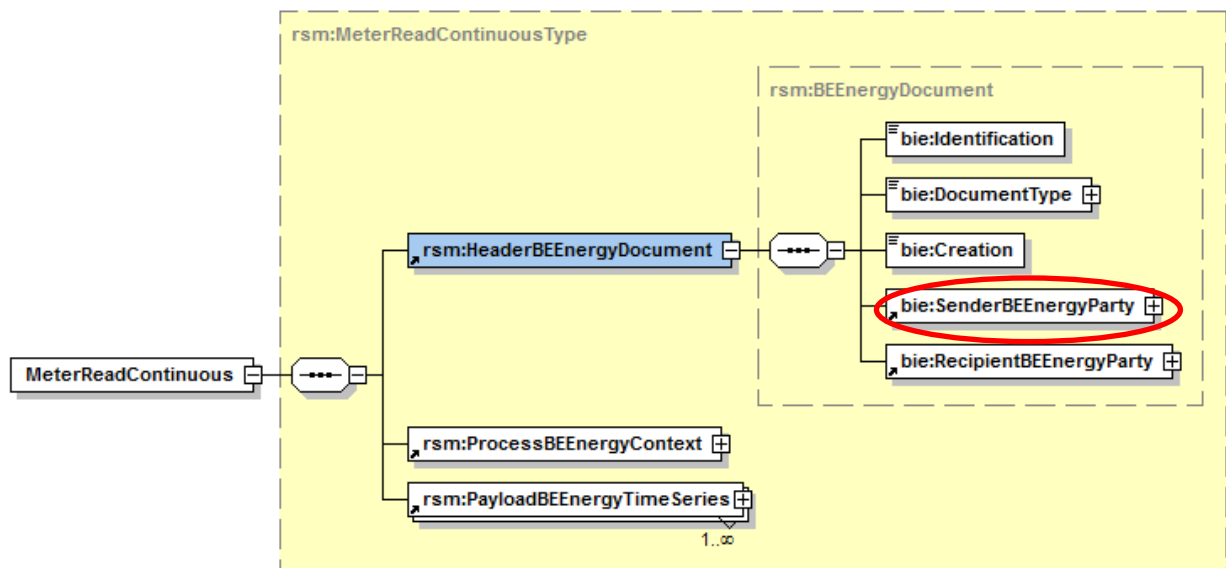 rsm:MeterReadContinuousType
rsm:BEEnergyDocument
bie:Identification
bie:DocumentType
rsm:HeaderBEEnergyDocument
bie:Creation
bie:SenderBEEnergyParty
bie:RecipientBEEnergyParty
MeterReadContinuous
rsm:ProcessBEEnergyContext
rsm:PayloadBEEnergyTimeSeries
1..∞